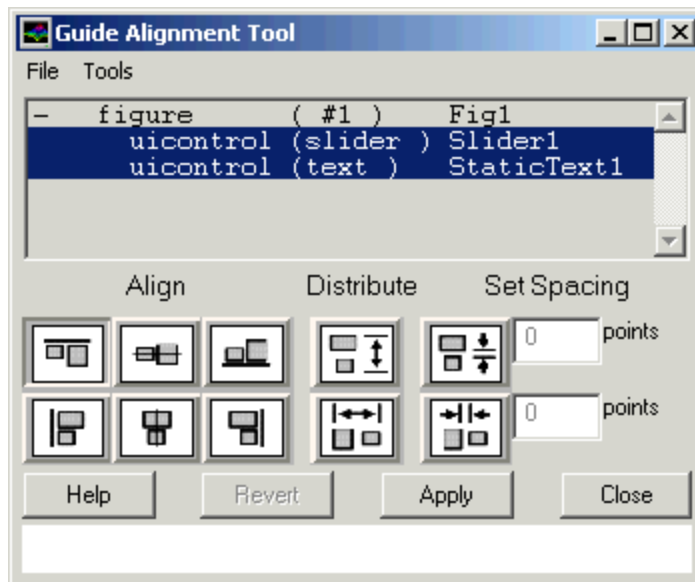 Guide Alignment Tool
File Tools
- figure ( #1 ) Fig1
uicontrol (slider ) Slider1
uicontrol (text ) StaticText1
Align Distribute Set Spacing
0 points
0 points
Help Revert Apply Close